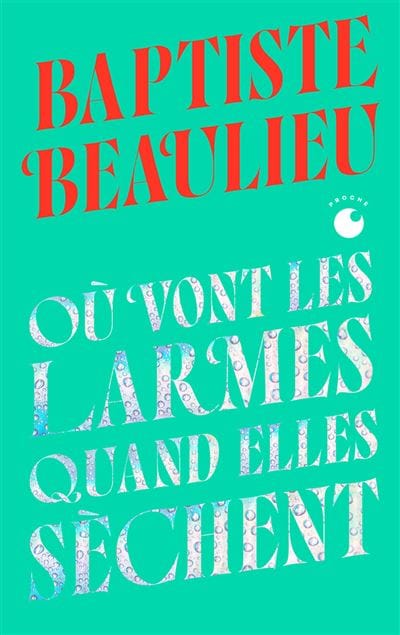 BAPTISTE
BEAULIEU
PROCHE
OÙ VONT LES
LARMES
QUAND ELLES
SÈCHENT